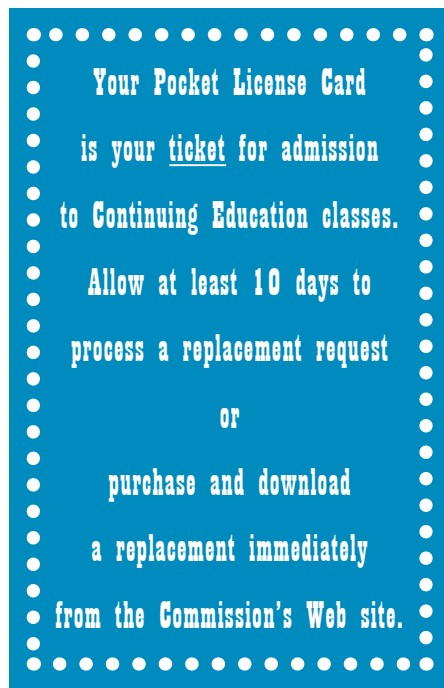 Your Pocket License Card
is your ticket for admission
to Continuing Education classes.
Allow at least 10 days to
process a replacement request
or
purchase and download
a replacement immediately
from the Commission's Web site.